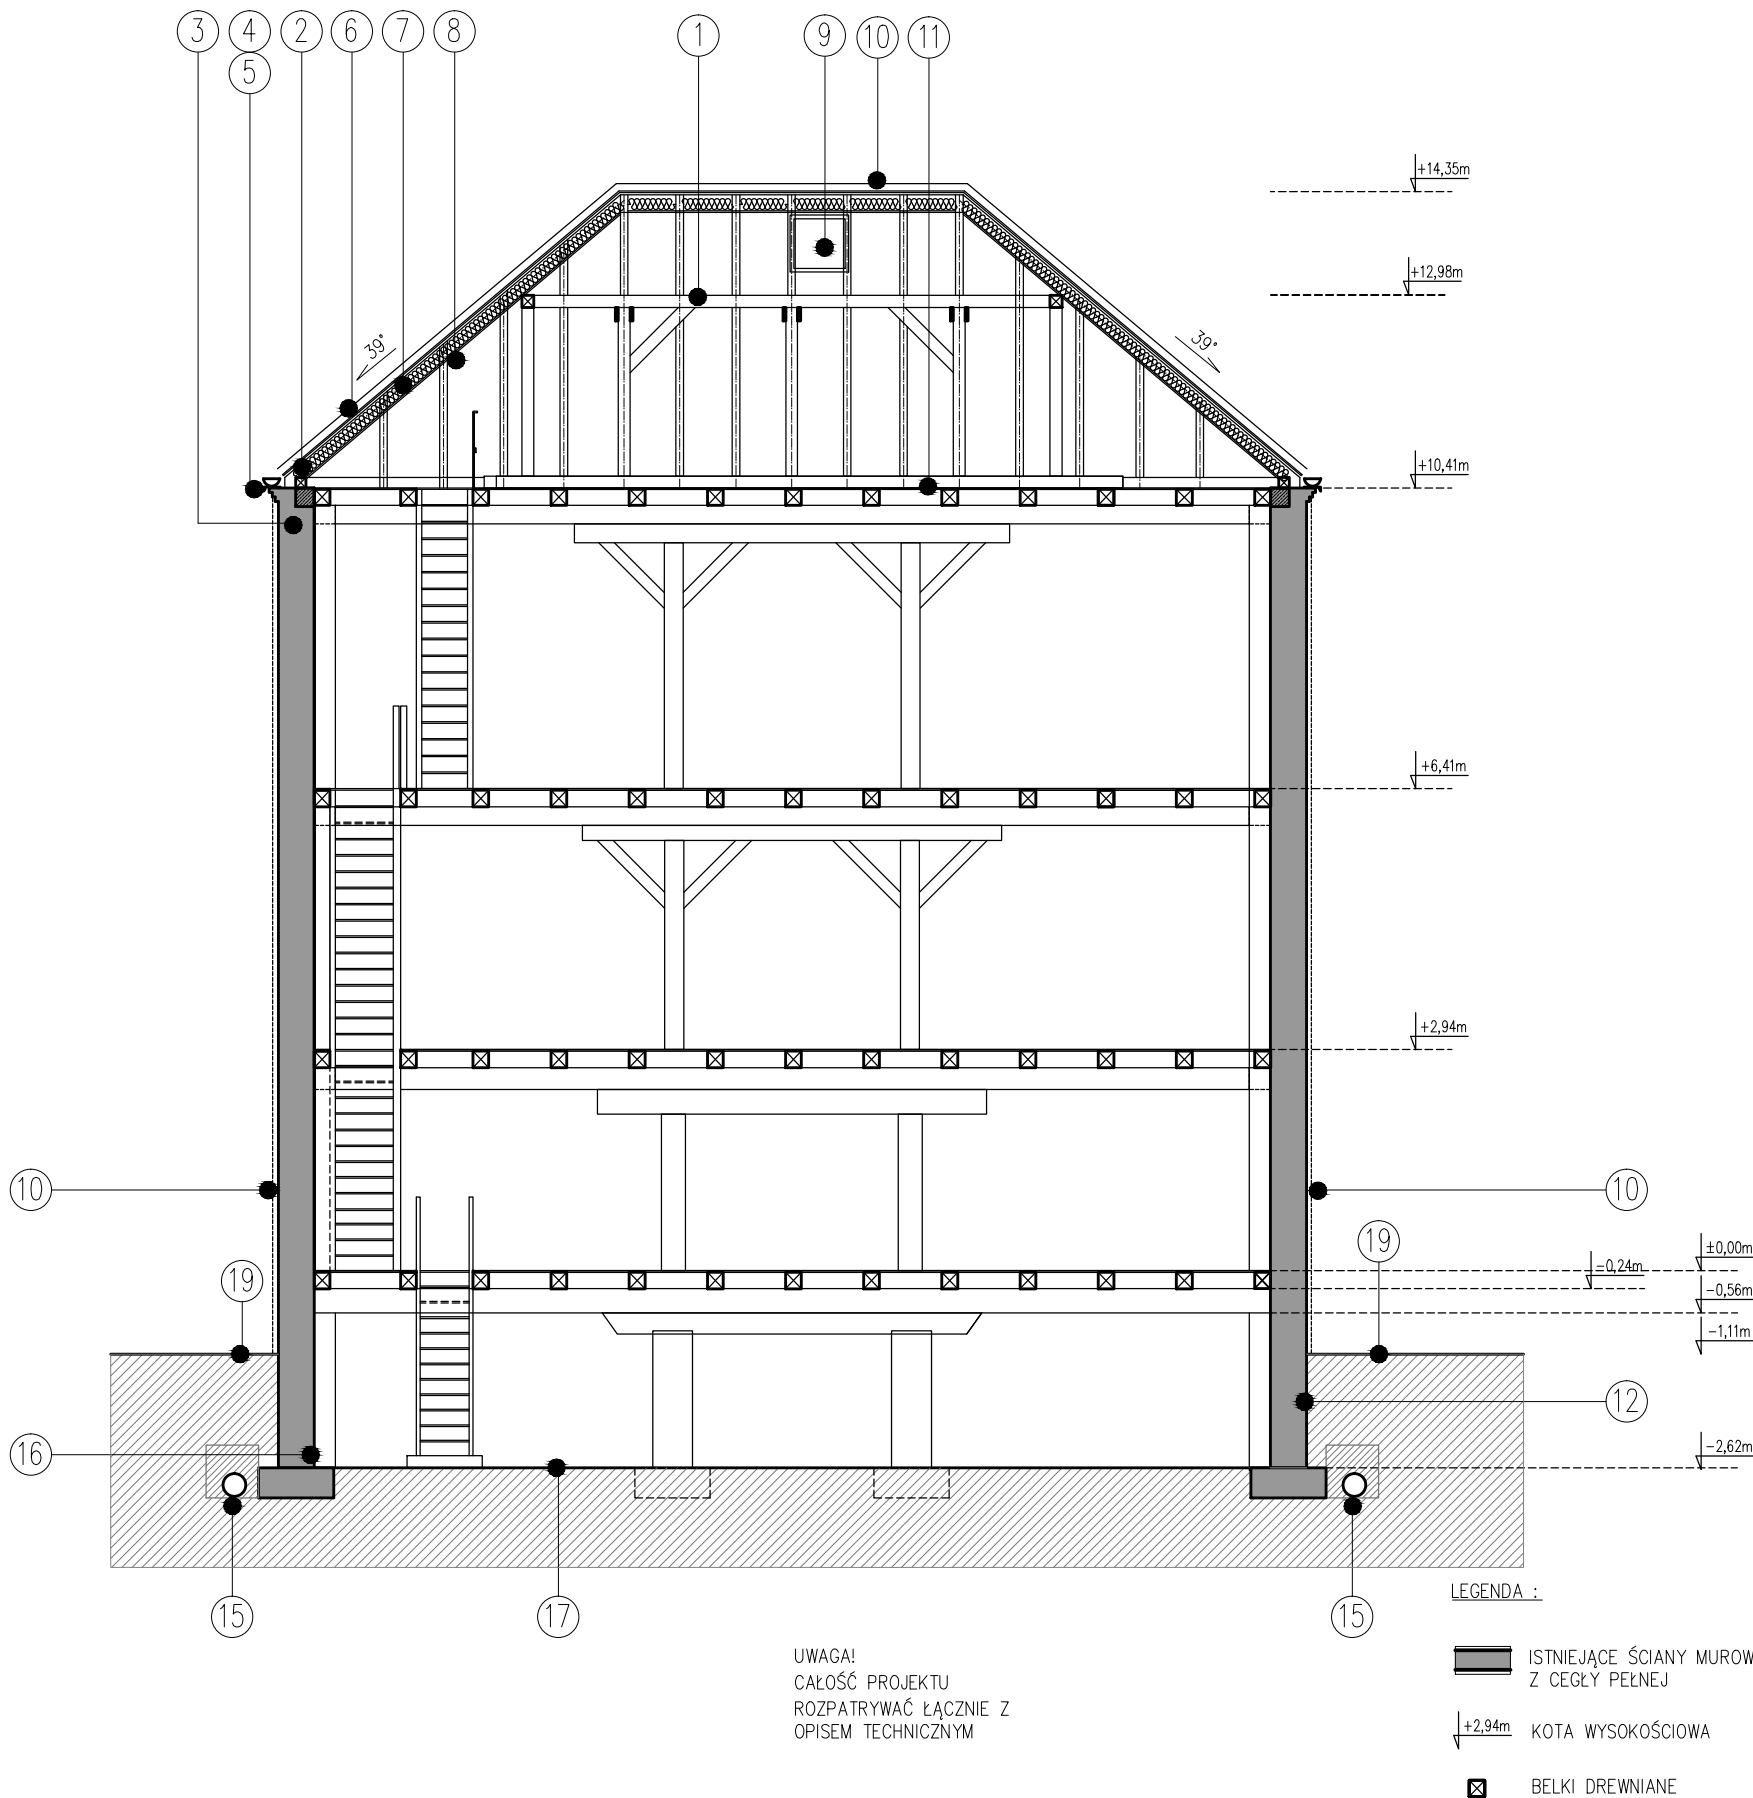 3 4 2 6 7 8 1 9 10 11
5
+14,35m
+12,98m
39°
39°
+10,41m
+6,41m
+2,94m
10
10
19
19
±0,00m
-0,24m
-0,56m
-1,11m
12
16
-2,62m
15
17
15
LEGENDA :
UWAGA!
CAŁOŚĆ PROJEKTU
ROZPATRYWAĆ ŁĄCZNIE Z
OPISEM TECHNICZNYM
ISTNIEJĄCE ŚCIANY MUROW
Z CEGŁY PEŁNEJ
+2,94m KOTA WYSOKOŚCIOWA
BELKI DREWNIANE